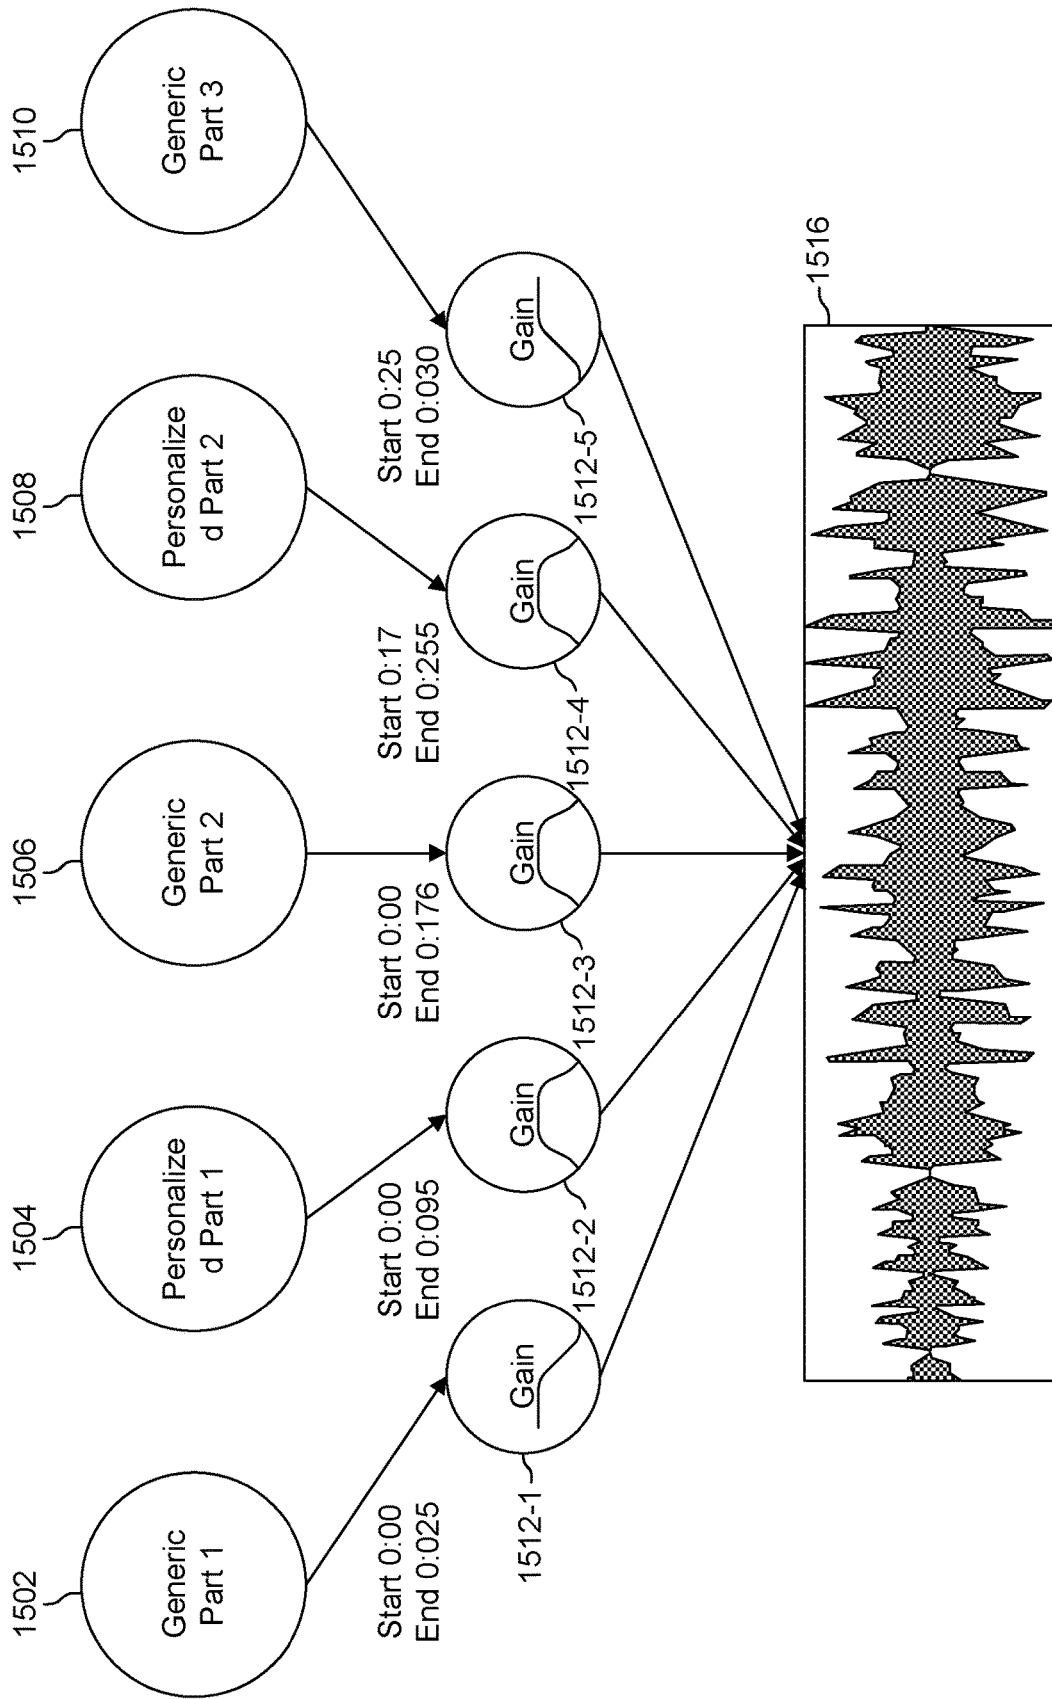 1502
1504
1506
1508
1510
Generic
Part 1
Personalize
d Part 1
Generic
Part 2
Personalize
d Part 2
Generic
Part 3
Start 0:00
End 0:025
Start 0:00
End 0:095
Start 0:00
End 0:176
Start 0:17
End 0:255
Start 0:25
End 0:030
Gain
Gain
Gain
Gain
Gain
1512-1
1512-2
1512-3
1512-4
1512-5
1516